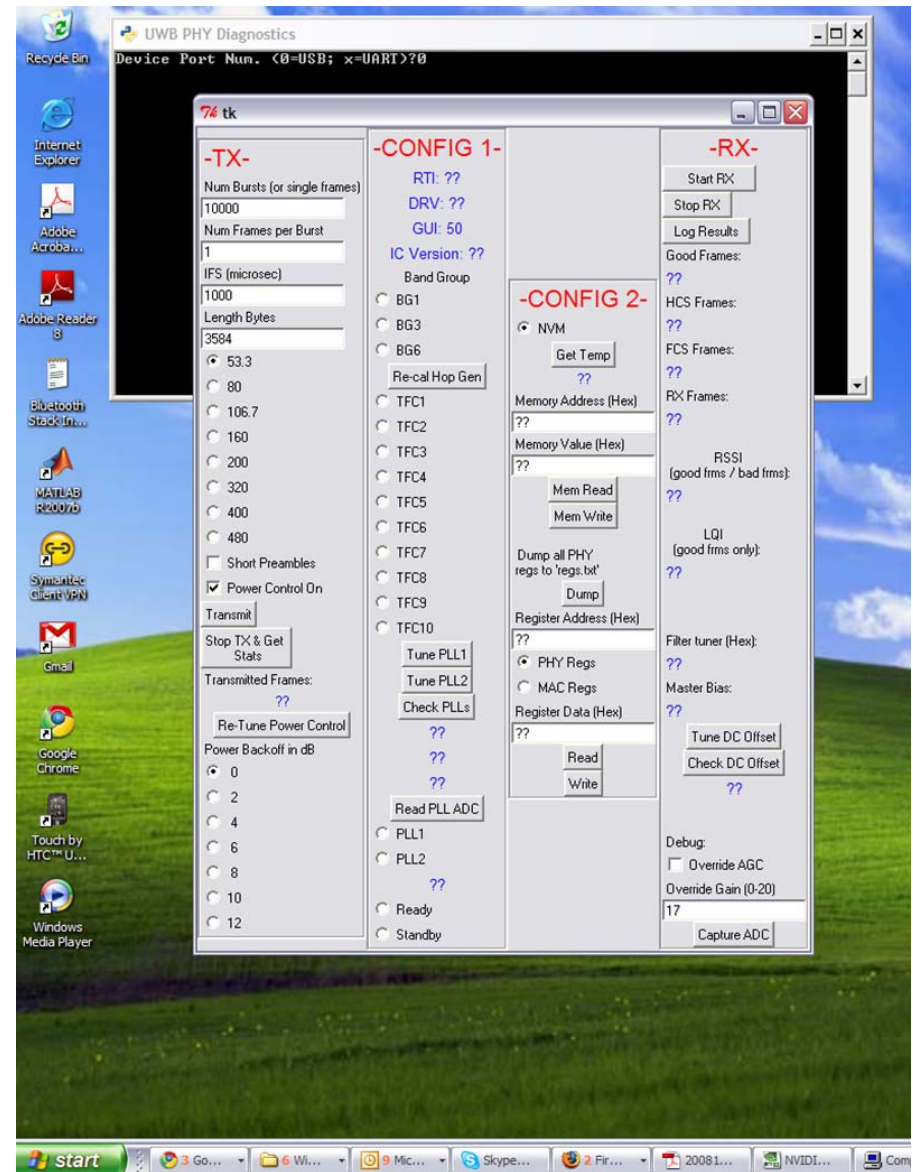 Recycle Bin
Internet
Explorer
Adobe
Acroba...
Adobe Reader
8
Bluetooth
Stack In...
MATLAB
R2007b
Symantec
Client VPN
Gmail
Google
Chrome
Touch by
HTC™ U...
Windows
Media Player
UWB PHY Diagnostics
Device Port Num. (0=USB; x=UART)?0
7% tk
-TX-
Num Bursts (or single frames)
10000
Num Frames per Burst
1
IFS (microsec)
1000
Length Bytes
3584
53.3
80
106.7
160
200
320
400
480
Short Preambles
Power Control On
Transmit
Stop TX & Get
Stats
Transmitted Frames:
??
Re-Tune Power Control
Power Backoff in dB
0
2
4
6
8
10
12
-CONFIG 1-
RTI: ??
DRV: ??
GUI: 50
IC Version: ??
Band Group
BG1
BG3
BG6
Re-cal Hop Gen
TFC1
TFC2
TFC3
TFC4
TFC5
TFC6
TFC7
TFC8
TFC9
TFC10
Tune PLL1
Tune PLL2
Check PLLs
??
??
??
Read PLL ADC
PLL1
PLL2
??
Ready
Standby
-CONFIG 2-
NVM
Get Temp
??
Memory Address (Hex)
??
Memory Value (Hex)
??
Mem Read
Mem Write
Dump all PHY
regs to 'regs.txt'
Dump
Register Address (Hex)
??
PHY Regs
MAC Regs
Register Data (Hex)
??
Read
Write
-RX-
Start RX
Stop RX
Log Results
Good Frames:
??
HCS Frames:
??
FCS Frames:
??
RX Frames:
??
RSSI
(good frms / bad frms):
??
LQI
(good frms only):
??
Filter tuner (Hex):
??
Master Bias:
??
Tune DC Offset
Check DC Offset
??
Debug:
Override AGC
Override Gain (0-20)
17
Capture ADC
start
3 Go...
6 Wi...
9 Mic...
Skype...
2 Fir...
20081...
NVIDI...
Com